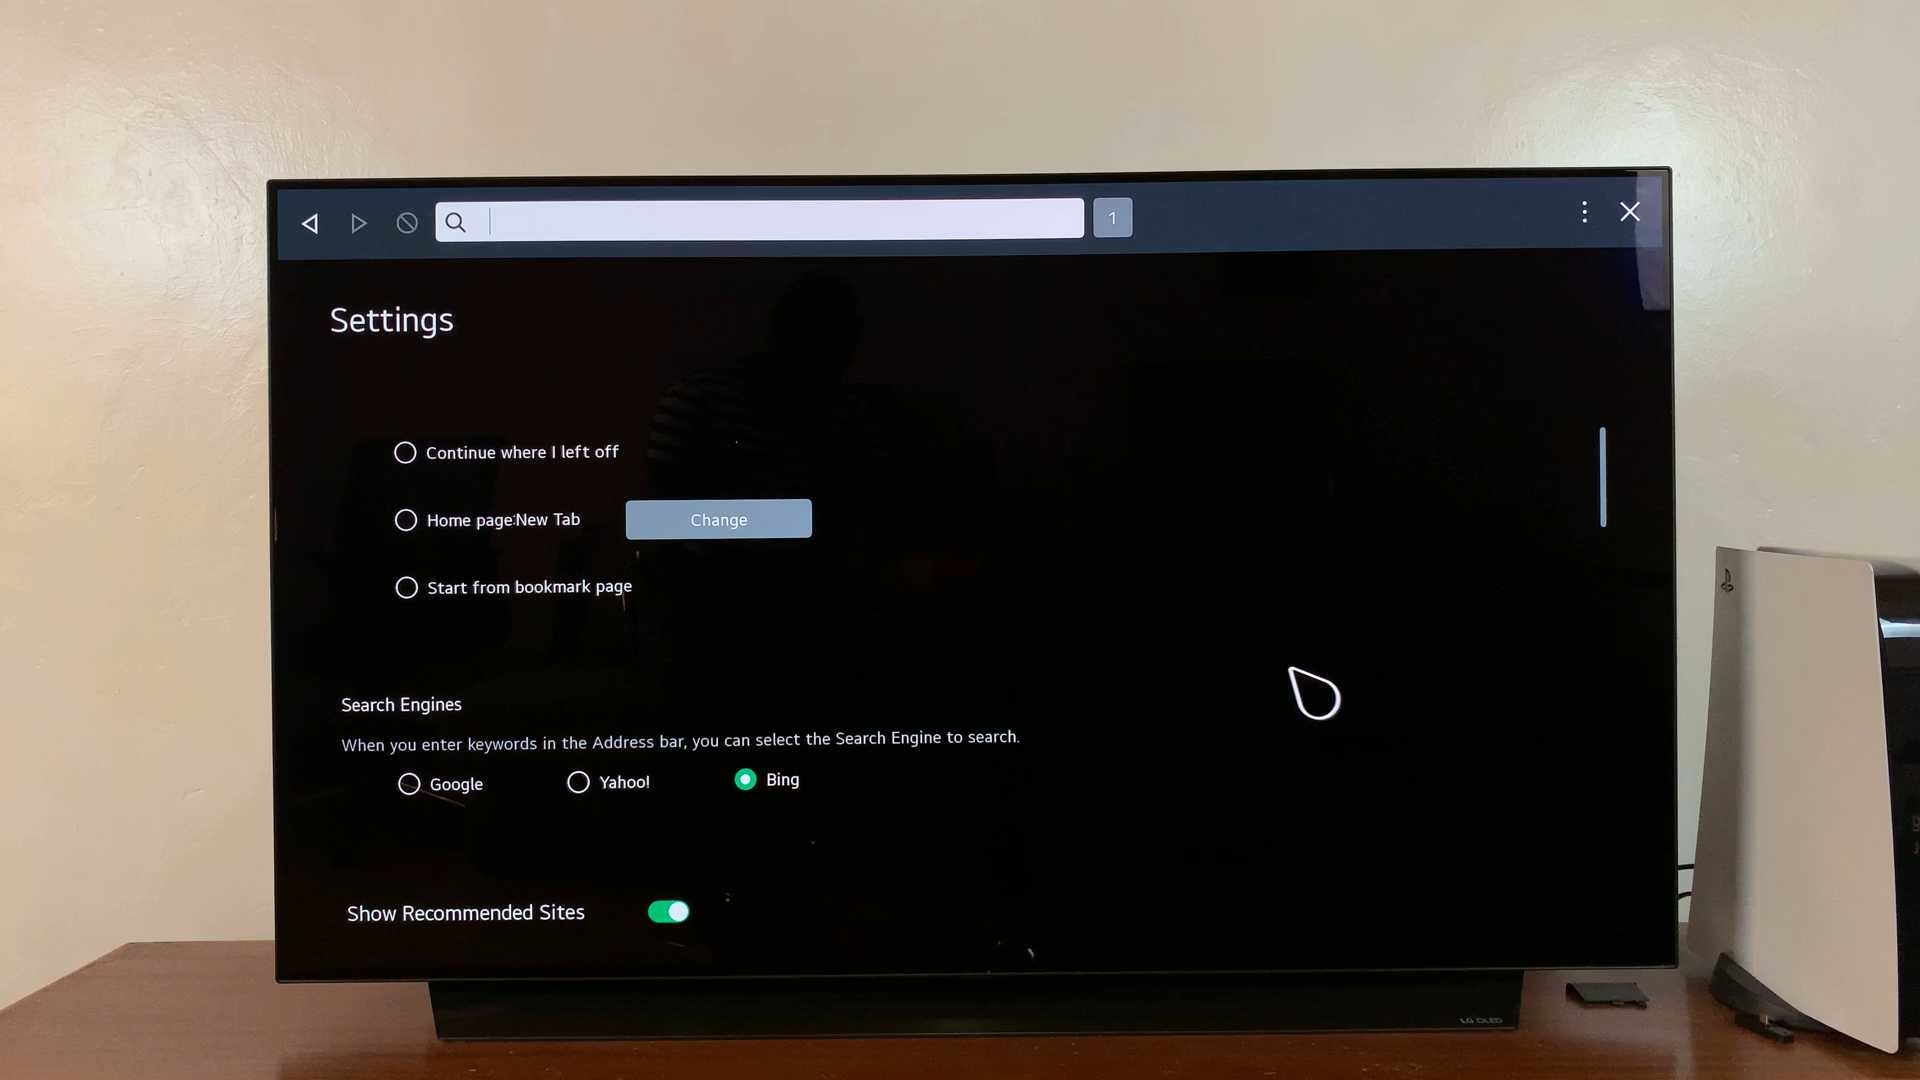 1
Settings
Continue where I left off
Home page:New Tab
Change
Start from bookmark page
Search Engines
When you enter keywords in the Address bar, you can select the Search Engine to search.
Google
Yahoo!
Bing
Show Recommended Sites
LG OLED